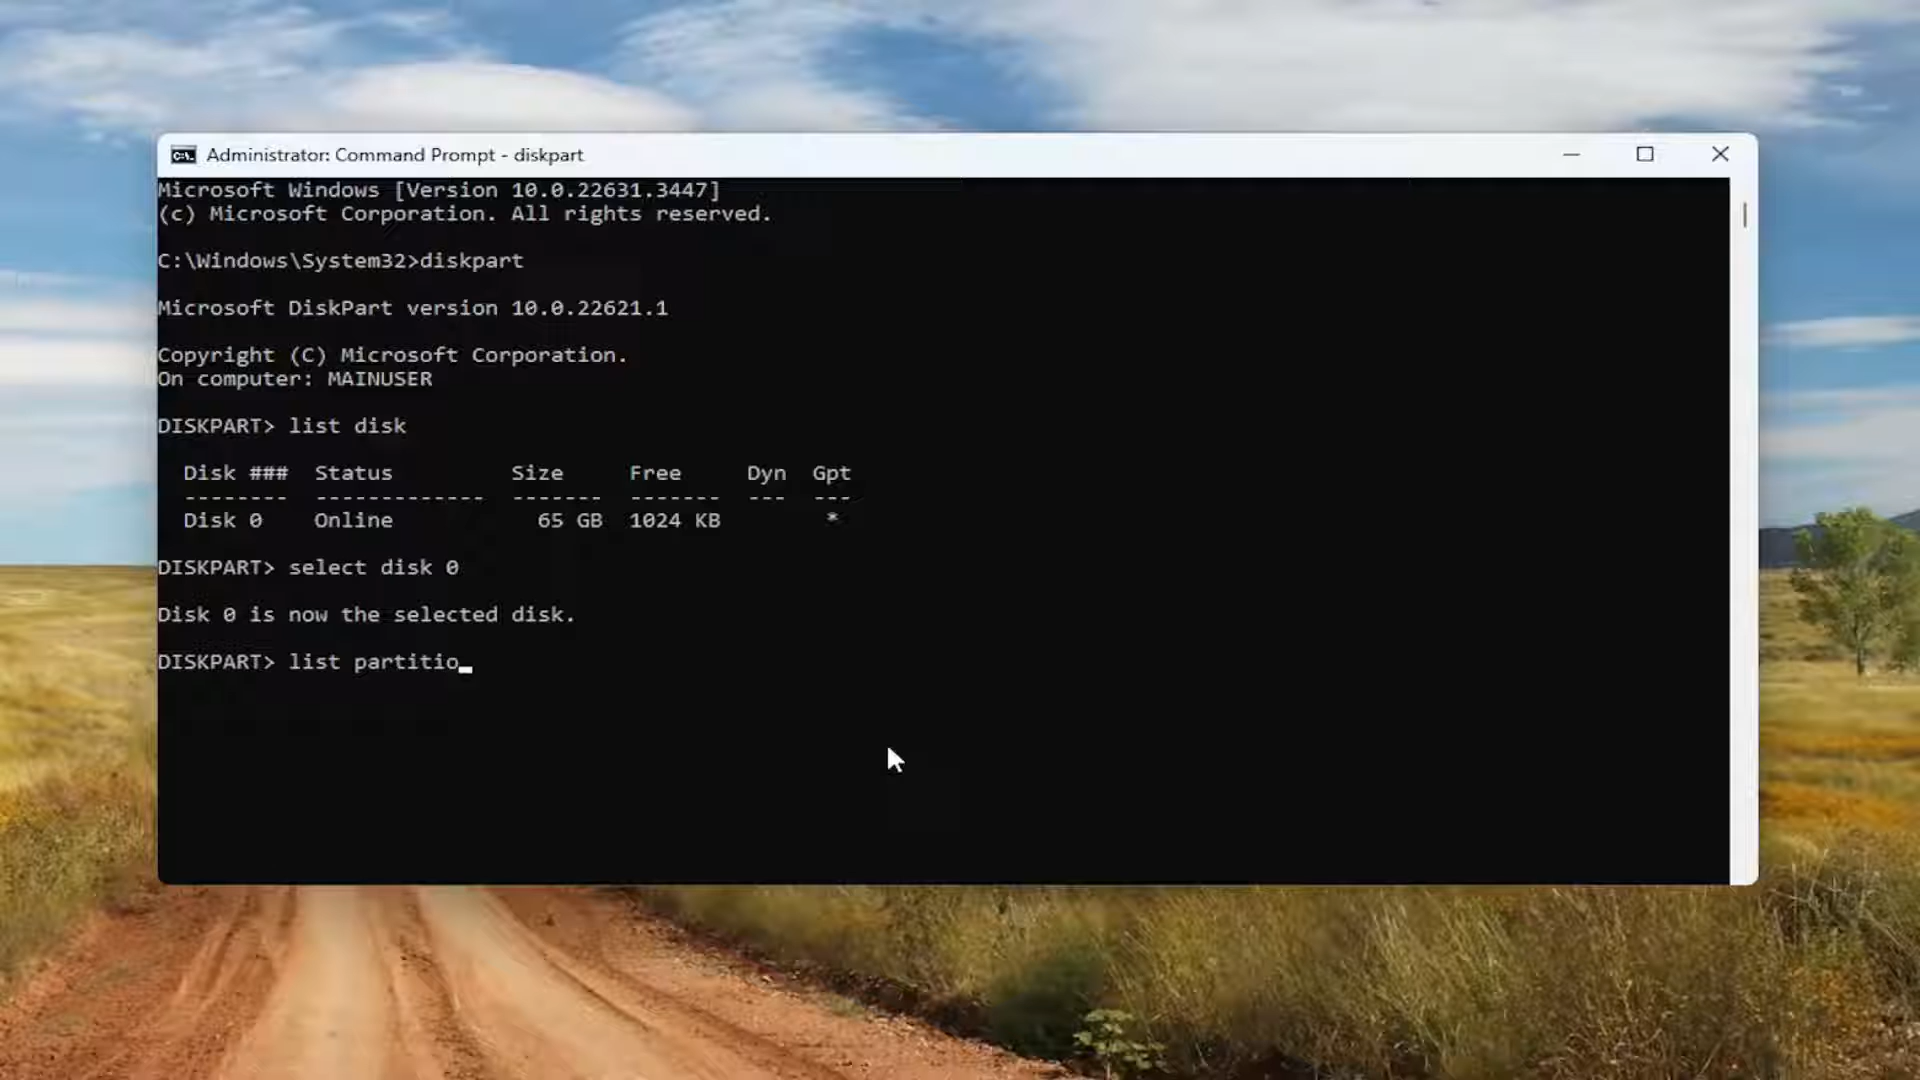 Administrator: Command Prompt - diskpart
Microsoft Windows [Version 10.0.22631.3447]
(c) Microsoft Corporation. All rights reserved.
C:\Windows\System32>diskpart
Microsoft DiskPart version 10.0.22621.1
Copyright (C) Microsoft Corporation.
On computer: MAINUSER
DISKPART> list disk
Disk ### Status Size Free Dyn Gpt
-------- ------------- ------- ------- --- ---
Disk 0 Online 65 GB 1024 KB *
DISKPART> select disk 0
Disk 0 is now the selected disk.
DISKPART> list partitio